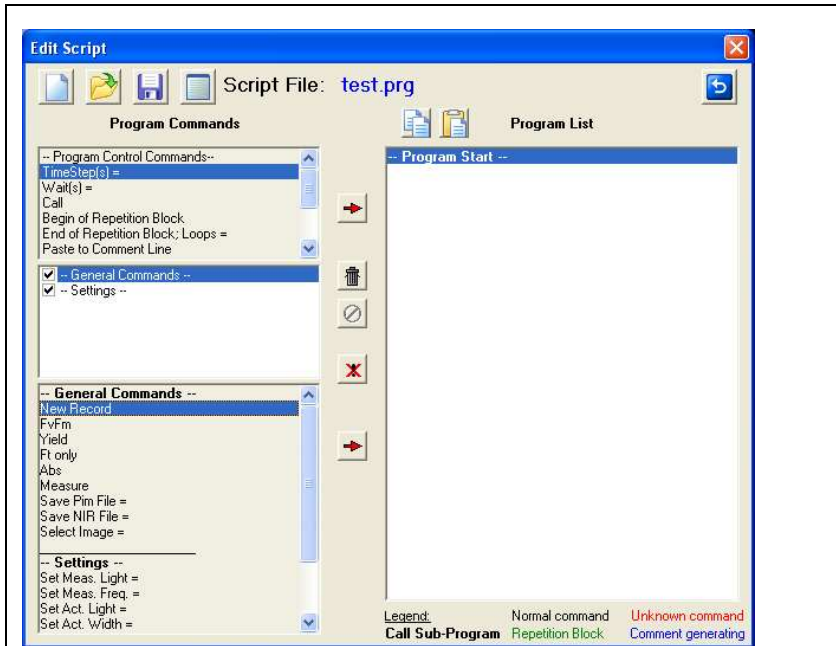 Edit Script
Script File: test.prg
Program Commands
Program List
-- Program Control Commands--
TimeStep(s) =
Wait(s) =
Call
Begin of Repetition Block
End of Repetition Block; Loops =
Paste to Comment Line
-- General Commands --
-- Settings --
-- General Commands --
New Record
FvFm
Yield
Ft only
Abs
Measure
Save Pim File =
Save NIR File =
Select Image =
-- Settings --
Set Meas. Light =
Set Meas. Freq. =
Set Act. Light =
Set Act. Width =
-- Program Start --
Legend: Normal command Unknown command
Call Sub-Program Repetition Block Comment generating